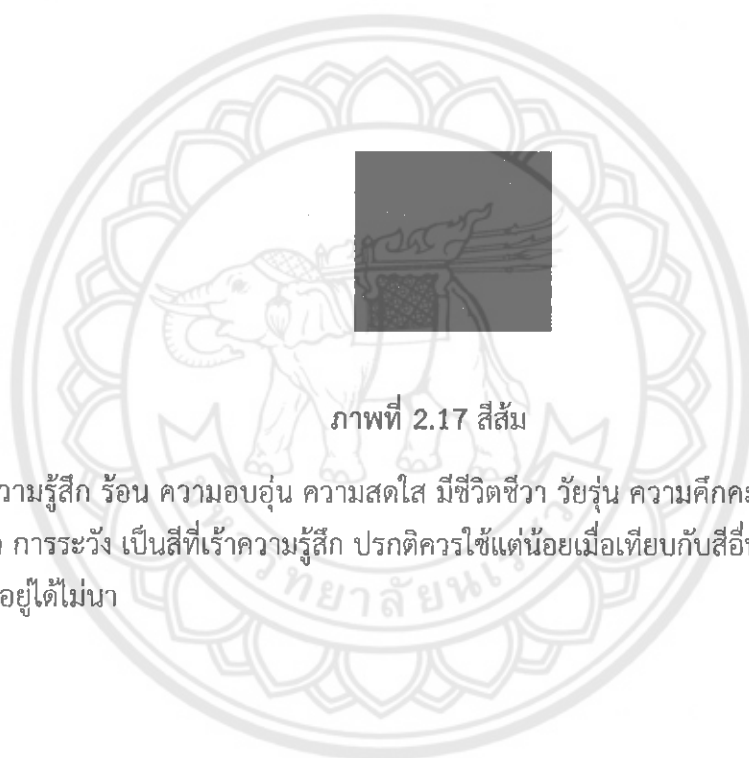 ภาพที่ 2.17 สีส้ม
วามรู้สึก ร้อน ความอบอุ่น ความสดใส มีชีวิตชีวา วัยรุ่น ความคึกคะ
การระวัง เป็นสีที่เร้าความรู้สึก ปรกติควรใช้แต่น้อยเมื่อเทียบกับสีอื่น
อยู่ได้ไม่นา